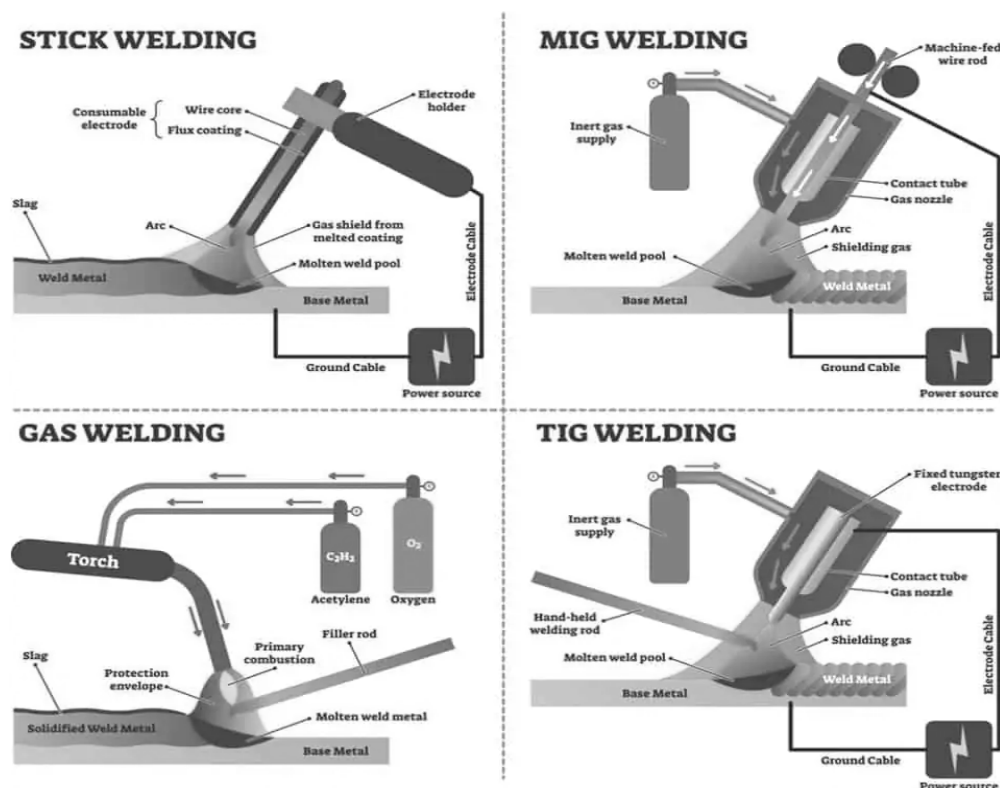 STICK WELDING
Consumable
electrode
Wire core
Flux coating
Electrode
holder
Slag
Arc
Gas shield from
melted coating
Molten weld pool
Weld Metal
Base Metal
Electrode Cable
Ground Cable
Power source
MIG WELDING
Machine-fed
wire rod
Inert gas
supply
Contact tube
Gas nozzle
Arc
Shielding gas
Molten weld pool
Weld Metal
Base Metal
Electrode Cable
Ground Cable
Power source
GAS WELDING
Torch
C₂H₂
O₂
Acetylene
Oxygen
Filler rod
Primary
combustion
Slag
Protection
envelope
Molten weld metal
Solidified Weld Metal
Base Metal
TIG WELDING
Fixed tungsten
electrode
Inert gas
supply
Contact tube
Gas nozzle
Hand-held
welding rod
Arc
Shielding gas
Molten weld pool
Weld Metal
Base Metal
Electrode Cable
Ground Cable
Power source